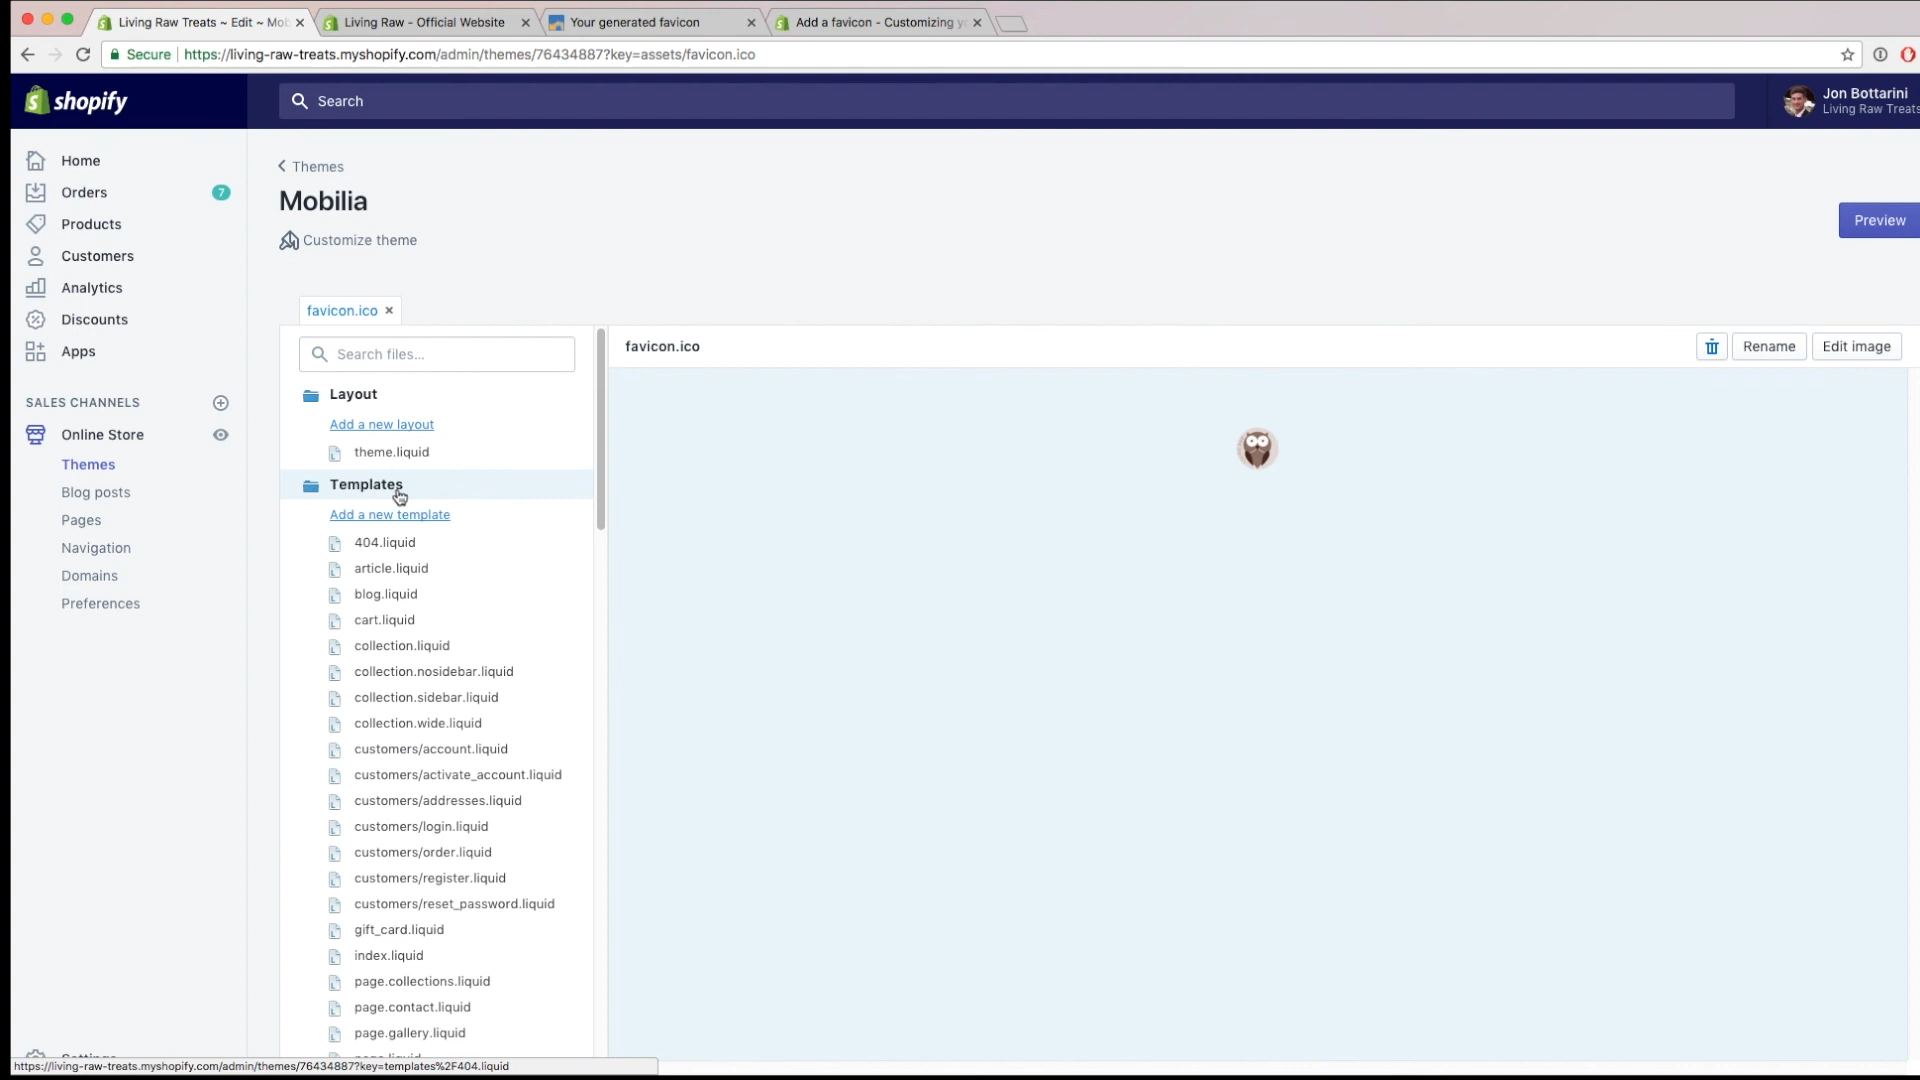 Living Raw Treats ~ Edit ~ Mob
Living Raw - Official Website
Your generated favicon
Add a favicon - Customizing y
Secure
https://living-raw-treats.myshopify.com/admin/themes/76434887?key=assets/favicon.ico
shopify
Search
Jon Bottarini
Living Raw Treats
Home
Orders
7
Products
Customers
Analytics
Discounts
Apps
SALES CHANNELS
Online Store
Themes
Blog posts
Pages
Navigation
Domains
Preferences
Themes
Mobilia
Customize theme
Preview
favicon.ico
Search files...
Layout
Add a new layout
theme.liquid
Templates
Add a new template
404.liquid
article.liquid
blog.liquid
cart.liquid
collection.liquid
collection.nosidebar.liquid
collection.sidebar.liquid
collection.wide.liquid
customers/account.liquid
customers/activate_account.liquid
customers/addresses.liquid
customers/login.liquid
customers/order.liquid
customers/register.liquid
customers/reset_password.liquid
gift_card.liquid
index.liquid
page.collections.liquid
page.contact.liquid
page.gallery.liquid
page.liquid
favicon.ico
Rename
Edit image
Settings
https://living-raw-treats.myshopify.com/admin/themes/76434887?key=templates%2F404.liquid